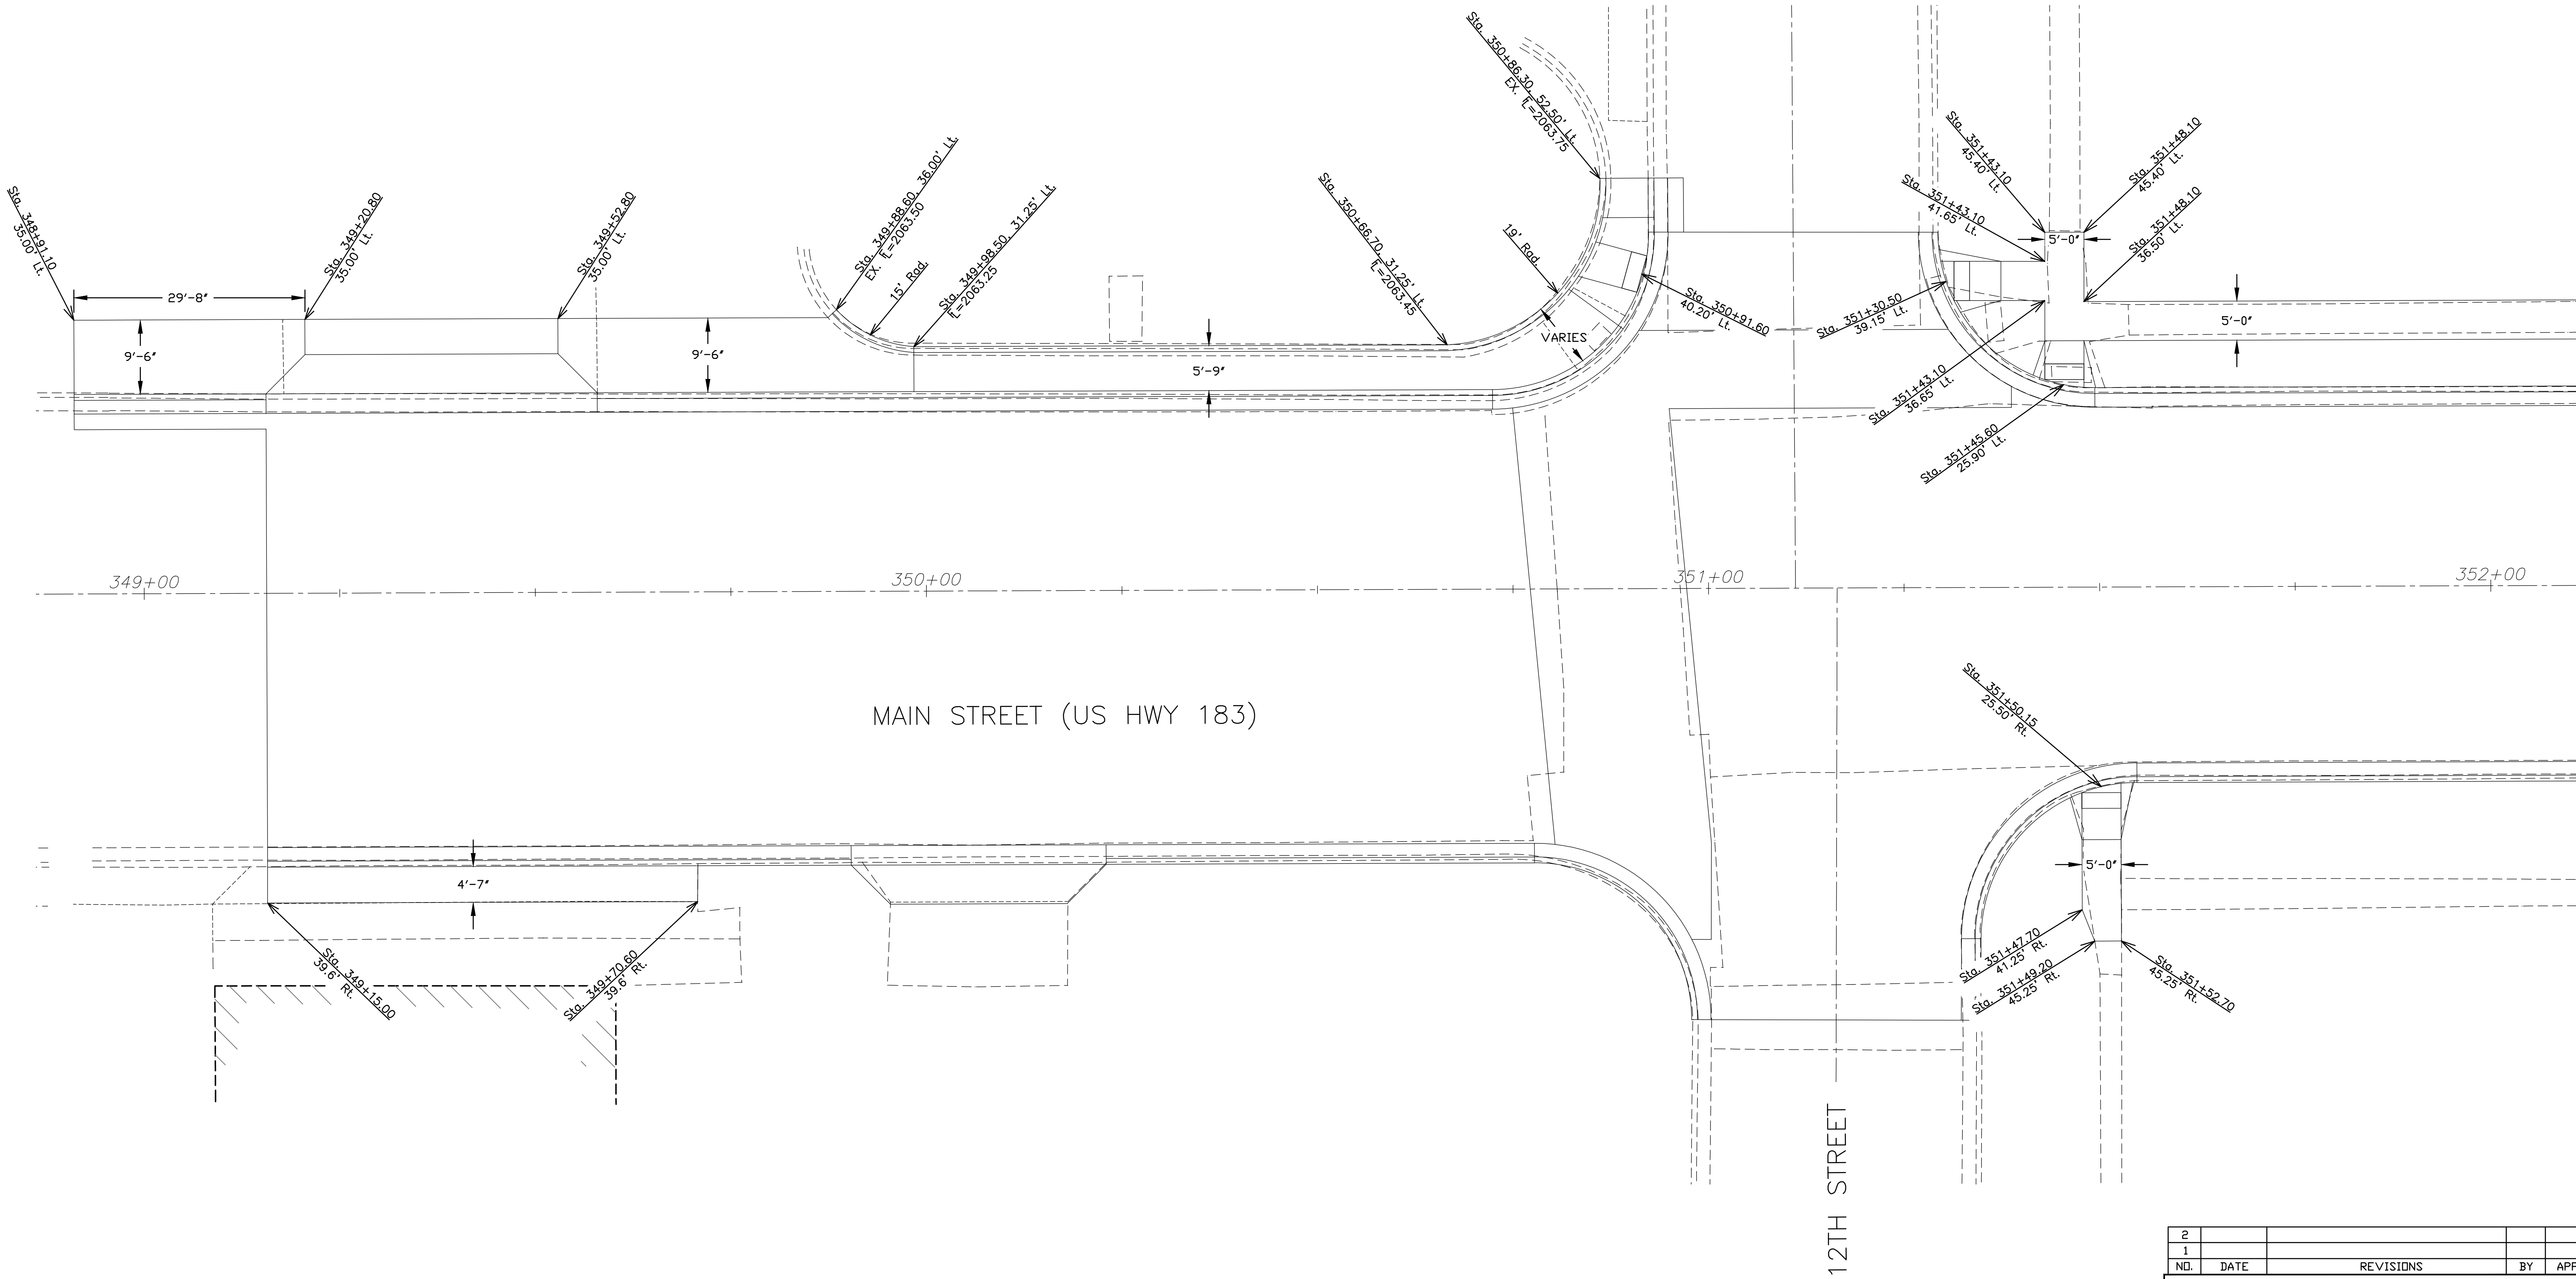 Sta. 348+91.10
35.00' Lt.
29'-8"
9'-6"
Sta. 349+20.80
35.00' Lt.
Sta. 349+52.80
35.00' Lt.
9'-6"
Sta. 349+88.60, 36.00' Lt.
EX. FL=2063.50
15' Rad.
Sta. 349+98.50, 31.25' Lt.
FL=2063.25
5'-9"
Sta. 350+66.70, 31.25' Lt.
FL=2063.45
Sta. 350+86.30, 52.50' Lt.
EX. FL=2063.75
19' Rad.
VARIES
Sta. 350+91.60
40.20' Lt.
Sta. 351+43.10
45.40' Lt.
Sta. 351+48.10
45.40' Lt.
Sta. 351+43.10
41.65' Lt.
5'-0"
Sta. 351+48.10
36.50' Lt.
Sta. 351+30.50
39.15' Lt.
5'-0"
Sta. 351+43.10
36.65' Lt.
Sta. 351+45.60
25.90' Lt.
349+00
350+00
351+00
352+00
MAIN STREET (US HWY 183)
Sta. 351+50.15
25.50' Rt.
4'-7"
5'-0"
Sta. 349+15.00
39.6' Rt.
Sta. 349+70.60
39.6' Rt.
Sta. 351+47.70
41.25' Rt.
Sta. 351+49.20
45.25' Rt.
Sta. 351+52.70
45.25' Rt.
12TH STREET
2
1
NO. DATE REVISIONS BY APP